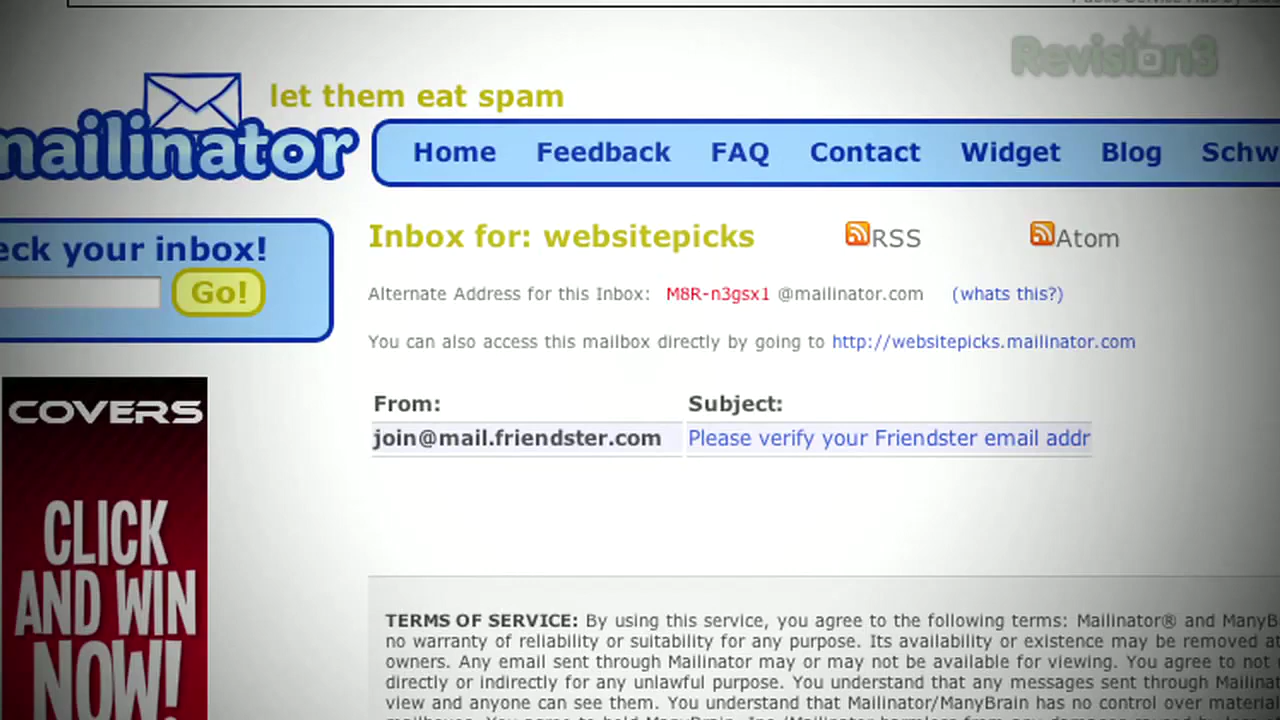 Revision3
let them eat spam
mailinator
Home Feedback FAQ Contact Widget Blog Schw
eck your inbox!
Go!
Inbox for: websitepicks RSS Atom
Alternate Address for this Inbox: M8R-n3gsx1 @mailinator.com (whats this?)
You can also access this mailbox directly by going to http://websitepicks.mailinator.com
From: Subject:
join@mail.friendster.com Please verify your Friendster email addr
COVERS
CLICK
AND WIN
NOW!
TERMS OF SERVICE: By using this service, you agree to the following terms: Mailinator® and ManyB
no warranty of reliability or suitability for any purpose. Its availability or existence may be removed at
owners. Any email sent through Mailinator may or may not be available for viewing. You agree to not
directly or indirectly for any unlawful purpose. You understand that any messages sent through Mailinat
view and anyone can see them. You understand that Mailinator/ManyBrain has no control over material